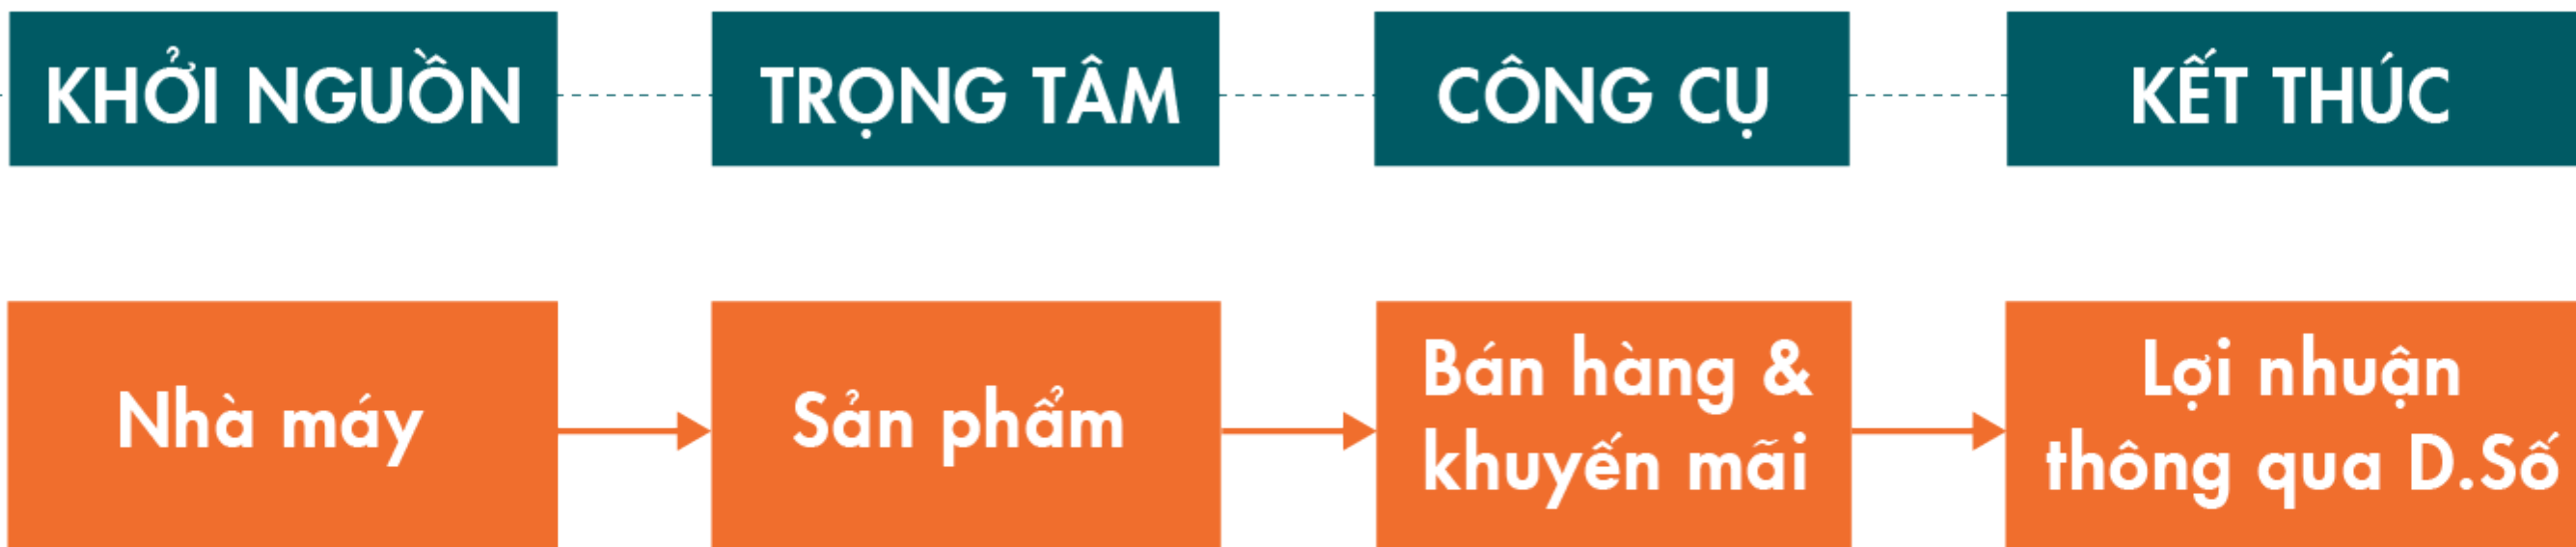 KHỞI NGUỒN
TRỌNG TÂM
CÔNG CỤ
KẾT THÚC
Nhà máy
Sản phẩm
Bán hàng &
khuyến mãi
Lợi nhuận
thông qua D.Số